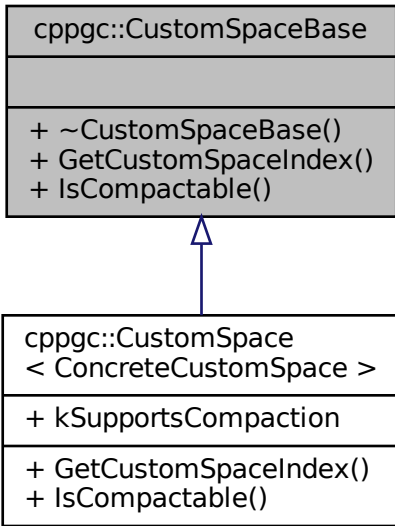 cppgc::CustomSpaceBase
+ ~CustomSpaceBase()
+ GetCustomSpaceIndex()
+ IsCompactable()
cppgc::CustomSpace
< ConcreteCustomSpace >
+ kSupportsCompaction
+ GetCustomSpaceIndex()
+ IsCompactable()